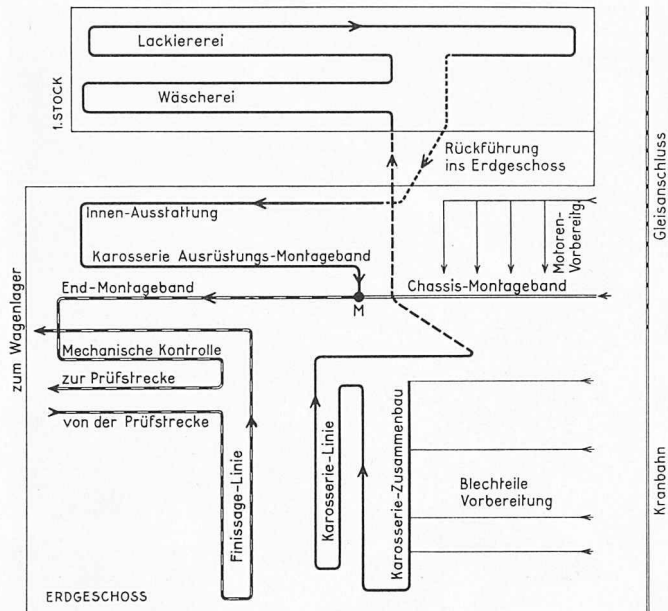 Lackiererei
Wäscherei
1.STOCK
Rückführung
ins Erdgeschoss
Gleisanschluss
Innen-Ausstattung
Motoren-
Vorbereitg.
Karosserie Ausrüstungs-Montageband
End-Montageband
Chassis-Montageband
M
zum Wagenlager
Mechanische Kontrolle
zur Prüfstrecke
von der Prüfstrecke
Finissage-Linie
Karosserie-Linie
Karosserie-Zusammenbau
Blechteile
Vorbereitung
Kranbahn
ERDGESCHOSS